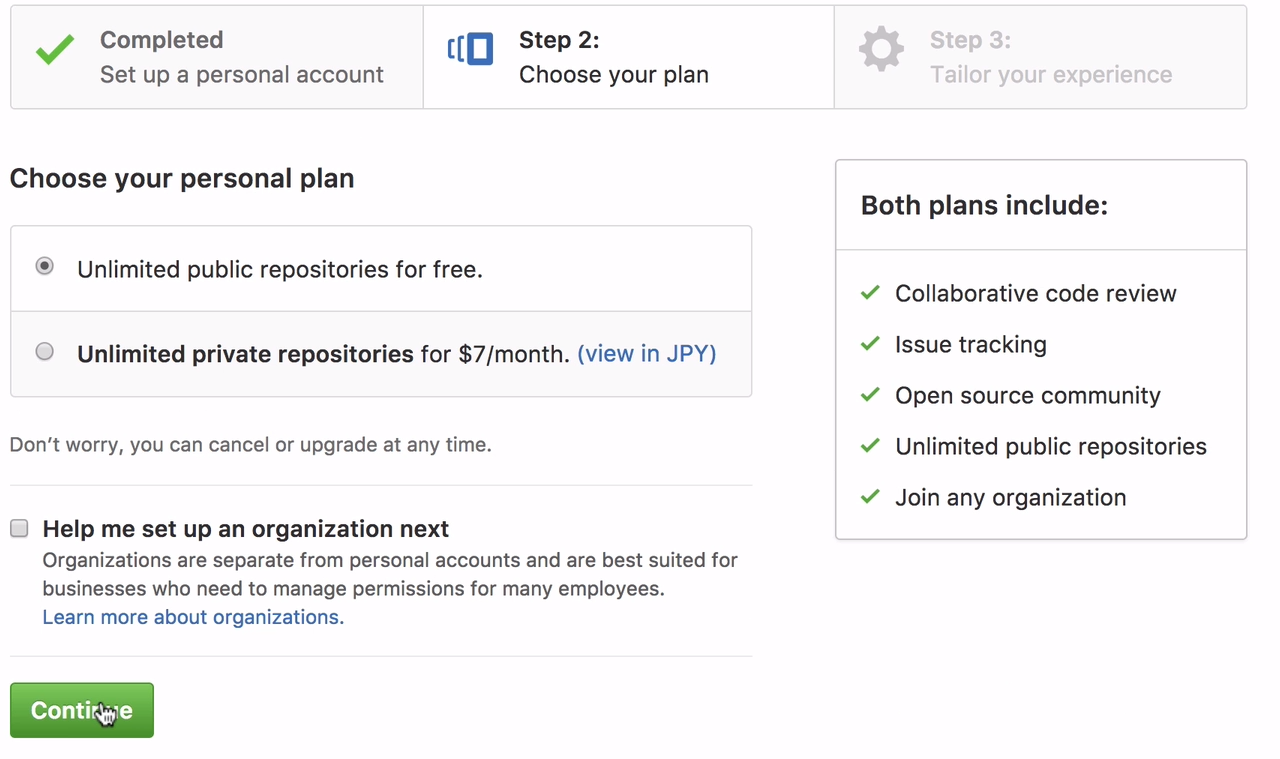 Completed
Set up a personal account
Step 2:
Choose your plan
Step 3:
Tailor your experience
Choose your personal plan
Unlimited public repositories for free.
Unlimited private repositories for $7/month. (view in JPY)
Don’t worry, you can cancel or upgrade at any time.
Help me set up an organization next
Organizations are separate from personal accounts and are best suited for
businesses who need to manage permissions for many employees.
Learn more about organizations.
Continue
Both plans include:
Collaborative code review
Issue tracking
Open source community
Unlimited public repositories
Join any organization